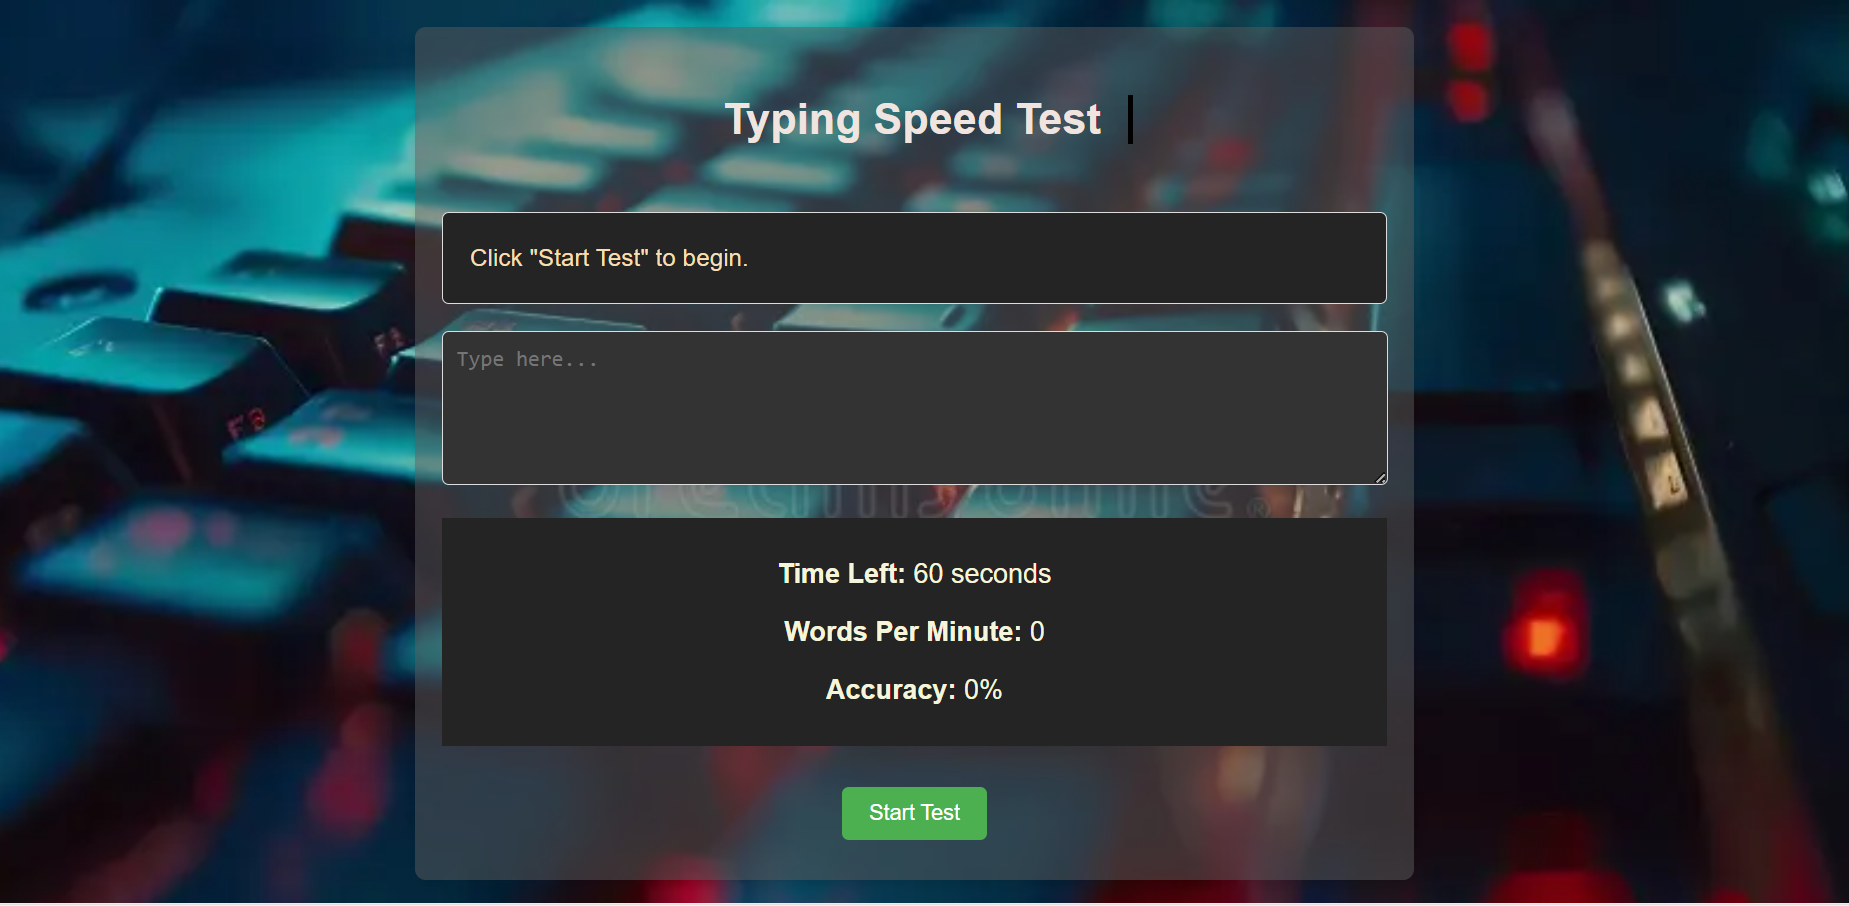 Typing Speed Test
Click "Start Test" to begin.
Type here...
Time Left: 60 seconds
Words Per Minute: 0
Accuracy: 0%
Start Test